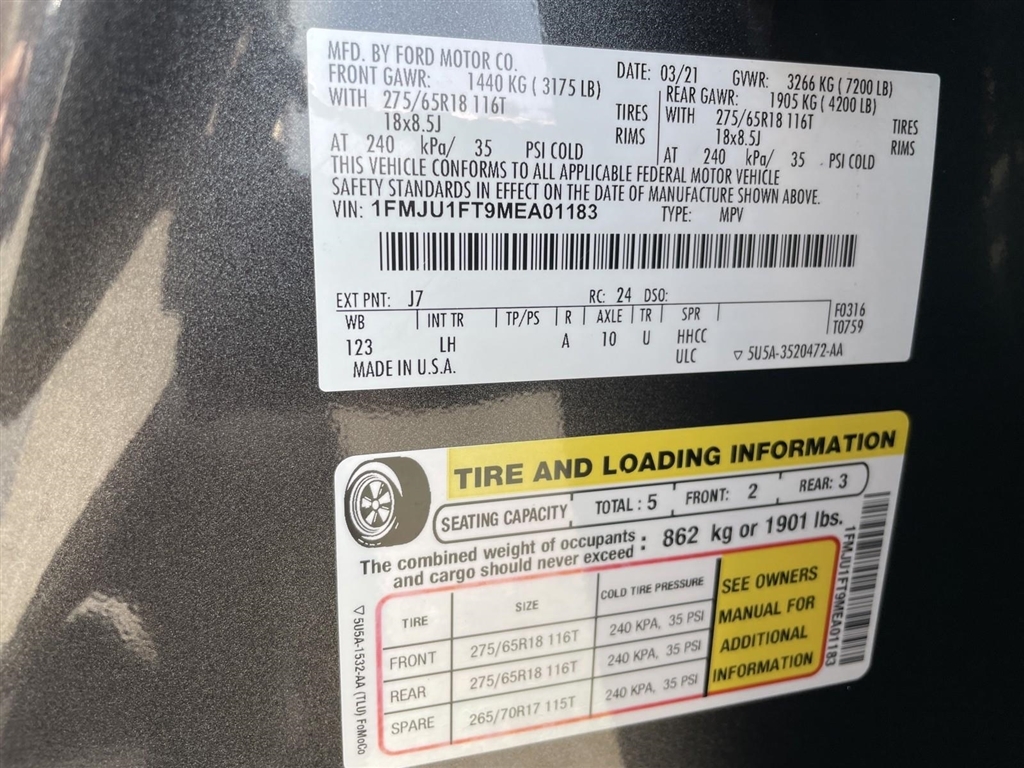 MFD. BY FORD MOTOR CO.
DATE: 03/21 GVWR: 3266 KG ( 7200 LB)
FRONT GAWR: 1440 KG ( 3175 LB)
WITH 275/65R18 116T TIRES
18x8.5J RIMS
AT 240 kPa/ 35 PSI COLD
REAR GAWR: 1905 KG ( 4200 LB)
WITH 275/65R18 116T TIRES
18x8.5J RIMS
AT 240 kPa/ 35 PSI COLD
THIS VEHICLE CONFORMS TO ALL APPLICABLE FEDERAL MOTOR VEHICLE
SAFETY STANDARDS IN EFFECT ON THE DATE OF MANUFACTURE SHOWN ABOVE.
VIN: 1FMJU1FT9MEA01183 TYPE: MPV
EXT PNT: J7 RC: 24 DSO:
WB INT TR TP/PS R AXLE TR SPR F0316
T0759
123 LH A 10 U HHCC
ULC ▽ 5U5A-3520472-AA
MADE IN U.S.A.
TIRE AND LOADING INFORMATION
SEATING CAPACITY TOTAL : 5 FRONT: 2 REAR: 3
The combined weight of occupants
and cargo should never exceed : 862 kg or 1901 lbs.
TIRE SIZE COLD TIRE PRESSURE
FRONT 275/65R18 116T 240 KPA, 35 PSI
REAR 275/65R18 116T 240 KPA, 35 PSI
SPARE 265/70R17 115T 240 KPA, 35 PSI
SEE OWNERS
MANUAL FOR
ADDITIONAL
INFORMATION
1FMJU1FT9MEA01183
▽ 5U5A-1532-AA (TLU) FoMoCo